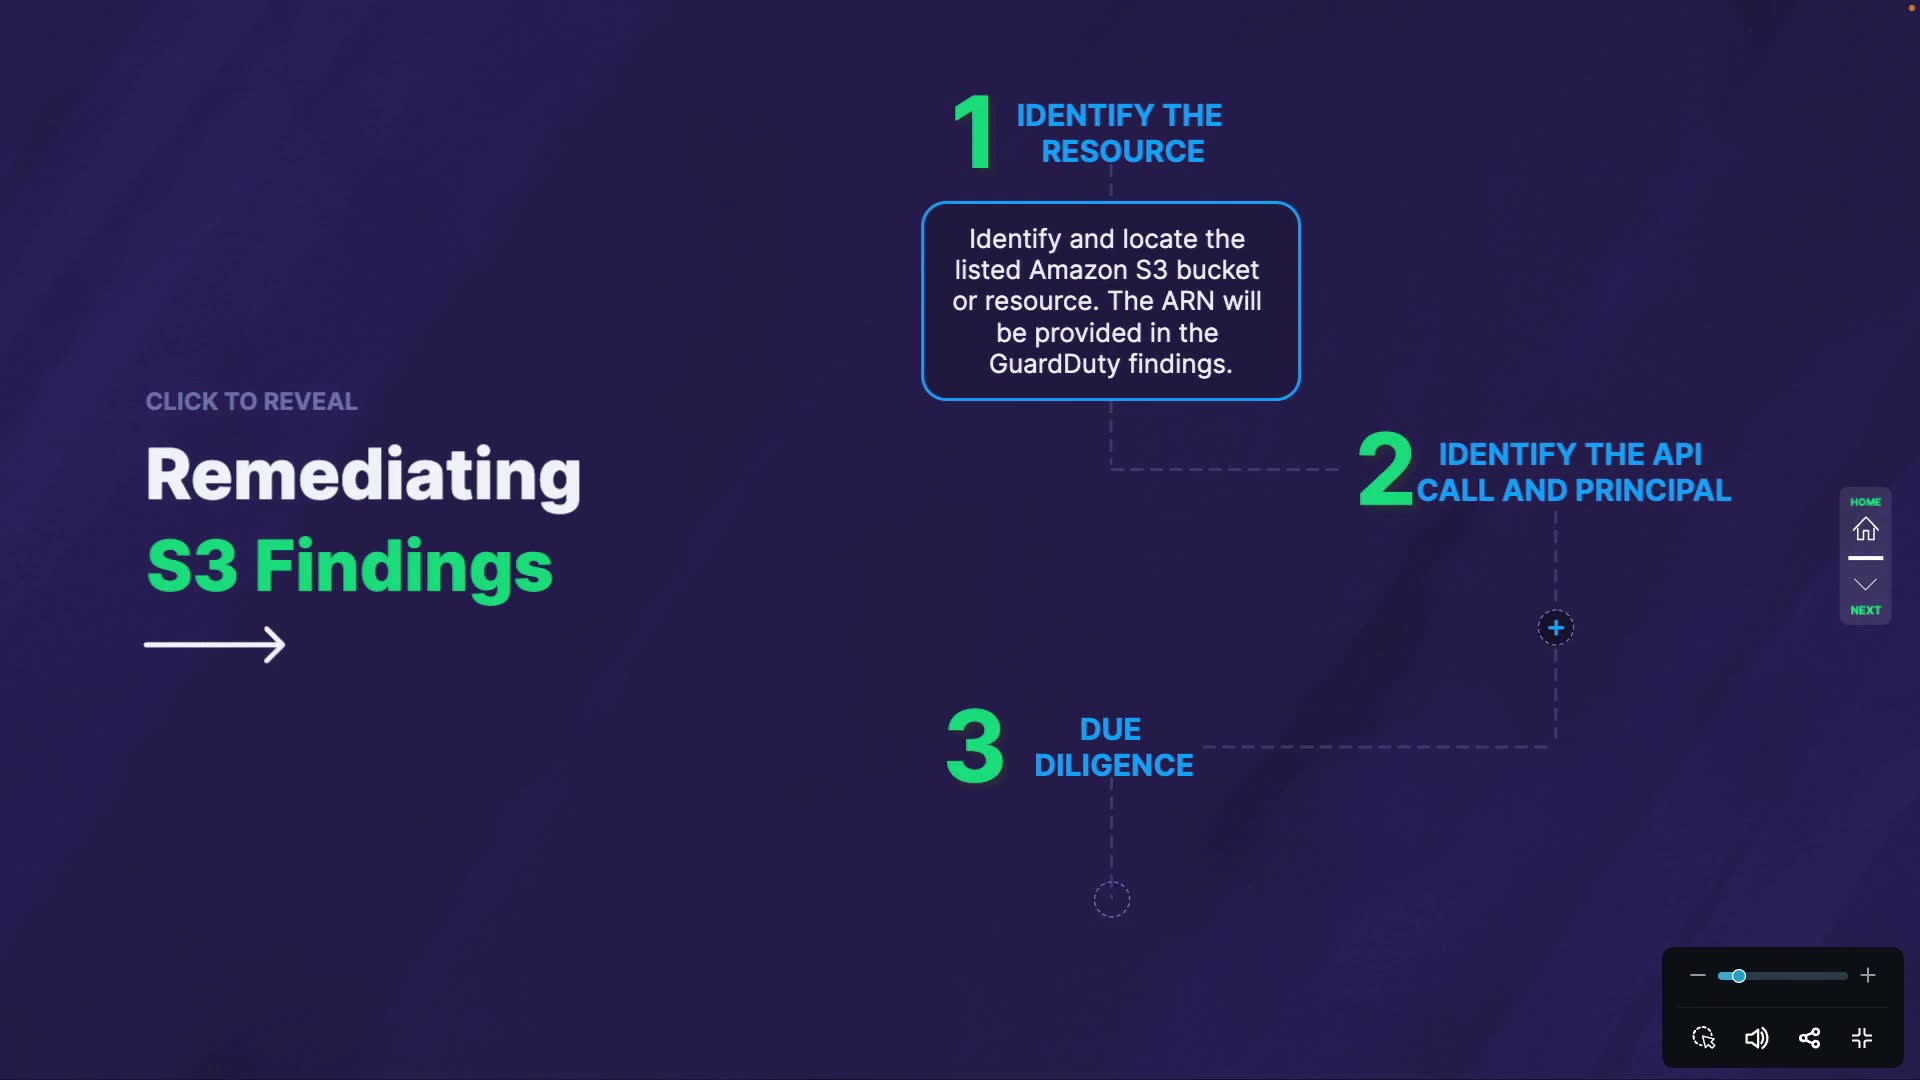 CLICK TO REVEAL
Remediating
S3 Findings
1
IDENTIFY THE
RESOURCE
Identify and locate the
listed Amazon S3 bucket
or resource. The ARN will
be provided in the
GuardDuty findings.
2
IDENTIFY THE API
CALL AND PRINCIPAL
3
DUE
DILIGENCE
HOME
NEXT